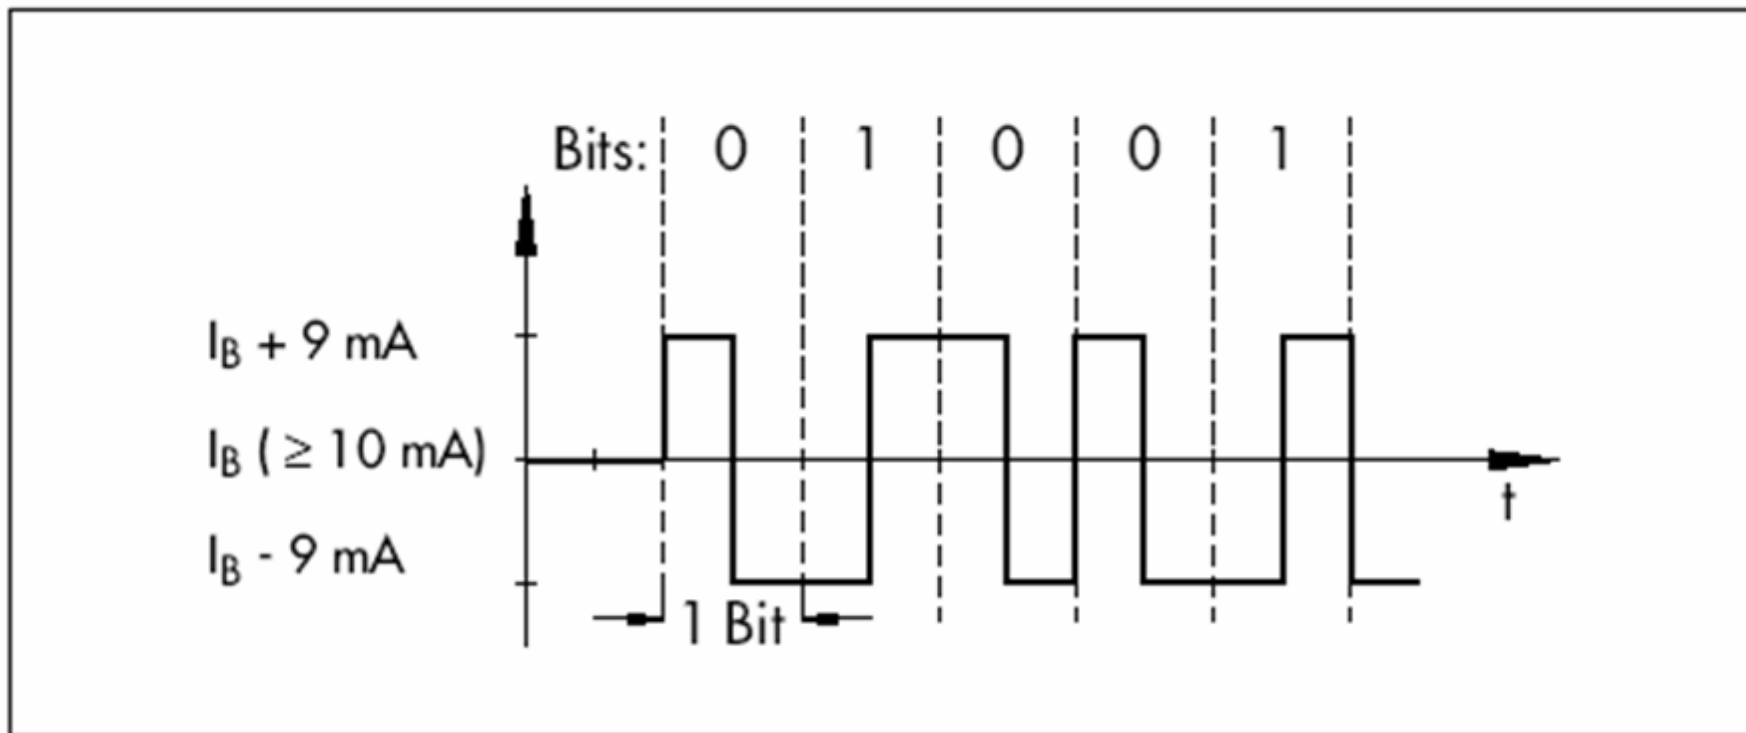 Bits: 0 1 0 0 1
I_B + 9 mA
I_B ( ≥ 10 mA)
t
I_B - 9 mA
1 Bit